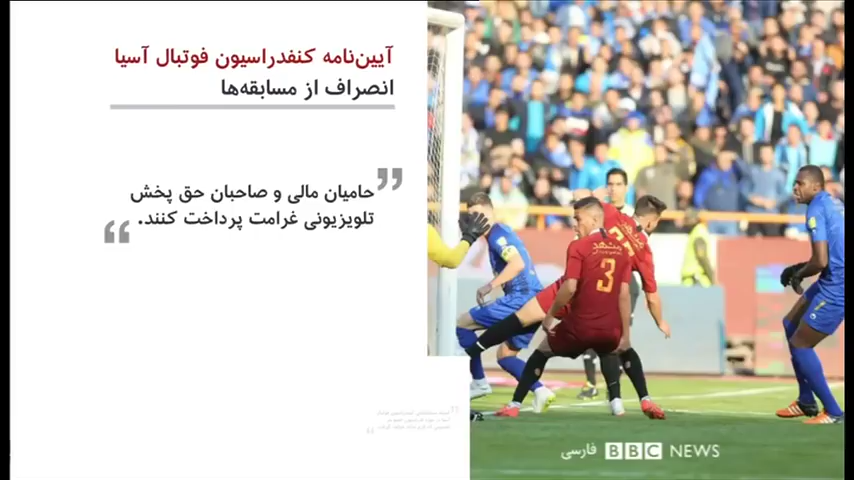 آیین‌نامه کنفدراسیون فوتبال آسیا
انصراف از مسابقه‌ها
”حامیان مالی و صاحبان حق پخش
تلویزیونی غرامت پرداخت کنند.“
3
BBC NEWS فارسی